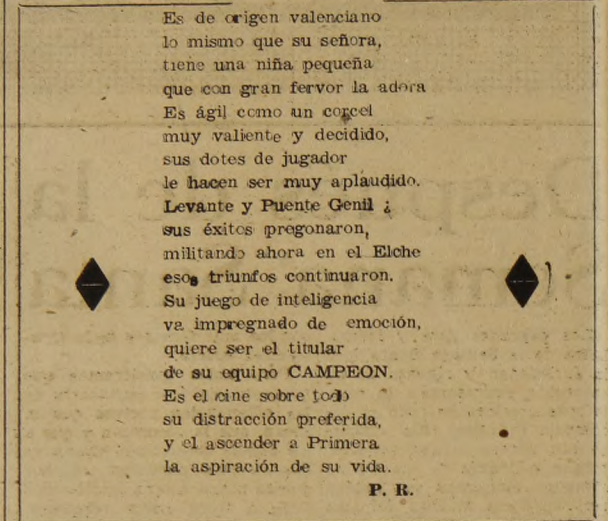 Es de origen valenciano
lo mismo que su señora,
tiene una niña pequeña
que con gran fervor la adora
Es ágil como un corcel
muy valiente y decidido,
sus dotes de jugador
le hacen ser muy aplaudido.
Levante y Puente Genil ¿
sus éxitos pregonaron,
militando ahora en el Elche
esos triunfos continuaron.
Su juego de inteligencia
va impregnado de emoción,
quiere ser el titular
de su equipo CAMPEON.
Es el cine sobre todo
su distracción preferida,
y el ascender a Primera
la aspiración de su vida.
P. R.